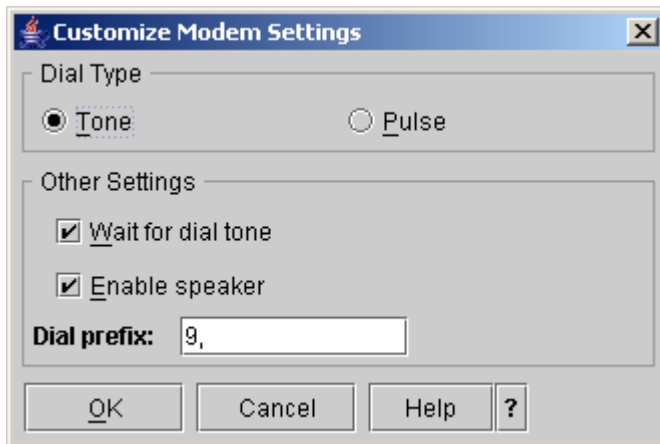 Customize Modem Settings
Dial Type
Tone Pulse
Other Settings
Wait for dial tone
Enable speaker
Dial prefix: 9,
OK Cancel Help ?